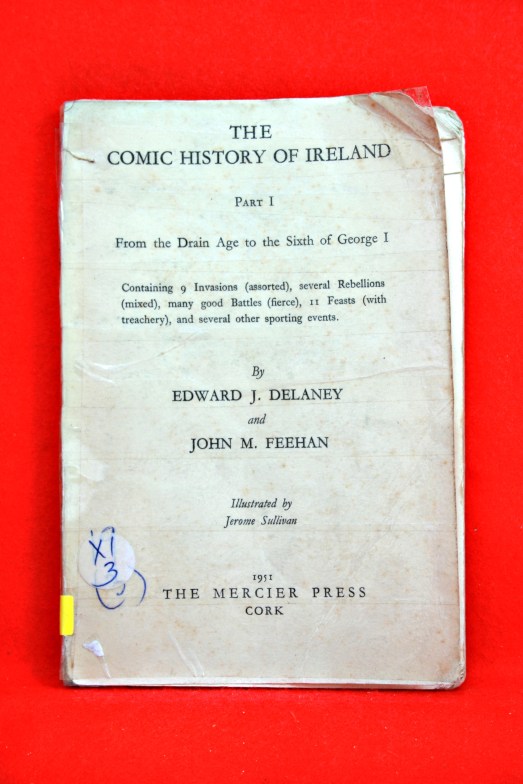 THE
COMIC HISTORY OF IRELAND
PART I
From the Drain Age to the Sixth of George I
Containing 9 Invasions (assorted), several Rebellions
(mixed), many good Battles (fierce), 11 Feasts (with
treachery), and several other sporting events.
By
EDWARD J. DELANEY
and
JOHN M. FEEHAN
Illustrated by
Jerome Sullivan
XI
3
1951
THE MERCIER PRESS
CORK